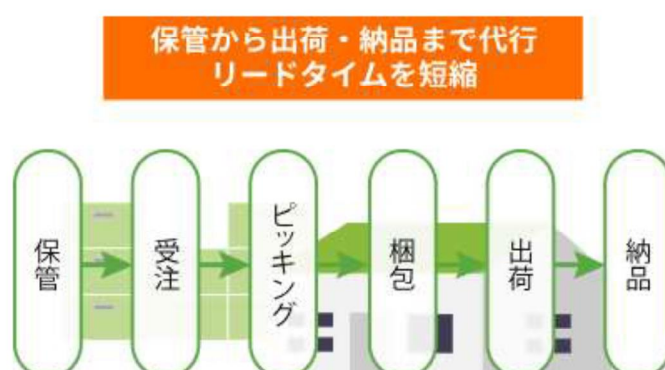 保管から出荷・納品まで代行
リードタイムを短縮
保管
受注
ピッキング
梱包
出荷
納品